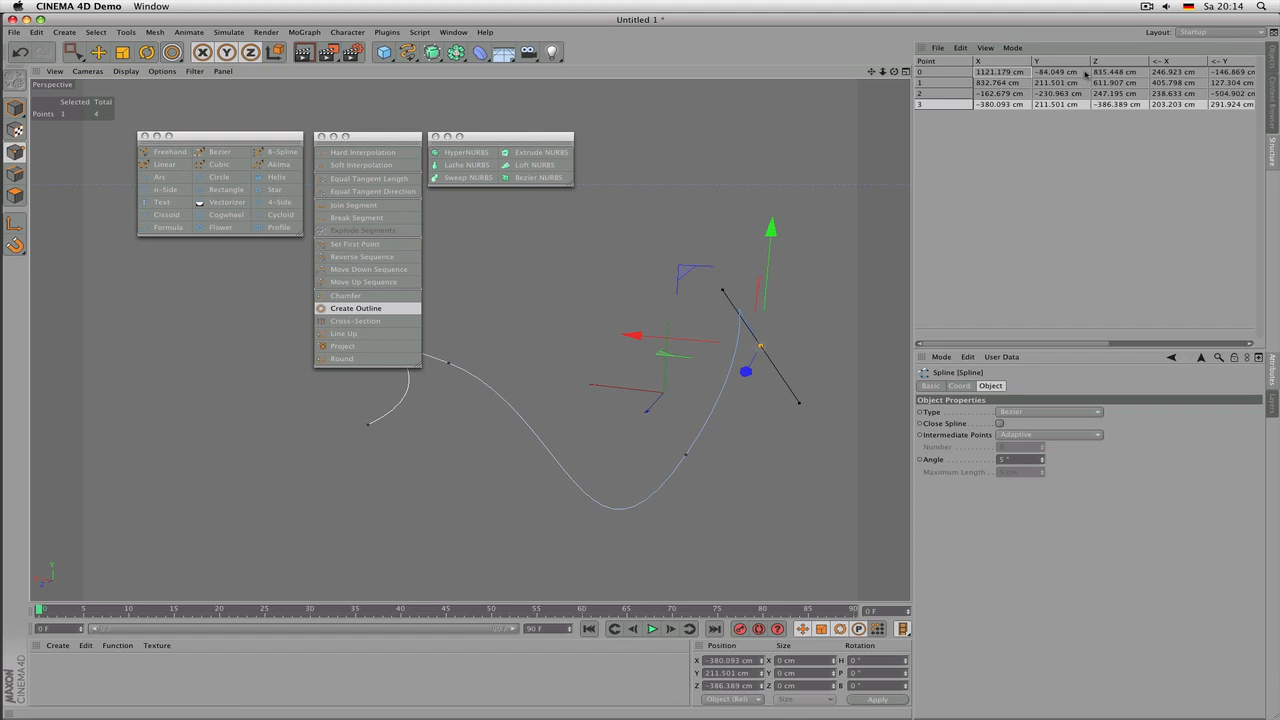 CINEMA 4D Demo Window Sa 20:14
Untitled 1 *
File Edit Create Select Tools Mesh Animate Simulate Render MoGraph Character Plugins Script Window Help Layout: Startup
View Cameras Display Options Filter Panel
File Edit View Mode
Point X Y Z <- X <- Y
0 1121.179 cm -84.049 cm 835.448 cm 246.923 cm -146.869 cm
1 832.764 cm 211.501 cm 611.907 cm 405.798 cm 127.304 cm
2 -162.679 cm -230.963 cm 247.195 cm 238.633 cm -504.902 cm
3 -380.093 cm 211.501 cm -386.389 cm 203.203 cm 291.924 cm
Perspective
Selected Total
Points 1 4
Freehand Bezier B-Spline
Linear Cubic Akima
Arc Circle Helix
n-Side Rectangle Star
Text Vectorizer 4-Side
Cissoid Cogwheel Cycloid
Formula Flower Profile
Hard Interpolation
Soft Interpolation
Equal Tangent Length
Equal Tangent Direction
Join Segment
Break Segment
Explode Segments
Set First Point
Reverse Sequence
Move Down Sequence
Move Up Sequence
Chamfer
Create Outline
Cross-Section
Line Up
Project
Round
HyperNURBS Extrude NURBS
Lathe NURBS Loft NURBS
Sweep NURBS Bezier NURBS
Objects
Content Browser
Structure
Mode Edit User Data
Spline [Spline]
Basic Coord. Object
Object Properties
Type Bezier
Close Spline
Intermediate Points Adaptive
Number
Angle 5 °
Maximum Length 5 cm
Attributes
Layers
Y
X
Z
0 5 10 15 20 25 30 35 40 45 50 55 60 65 70 75 80 85 90 0 F
0 F 90 F
Create Edit Function Texture
Position Size Rotation
X -380.093 cm X 0 cm H 0 °
Y 211.501 cm Y 0 cm P 0 °
Z -386.389 cm Z 0 cm B 0 °
Object (Rel) Size Apply
MAXON
CINEMA 4D